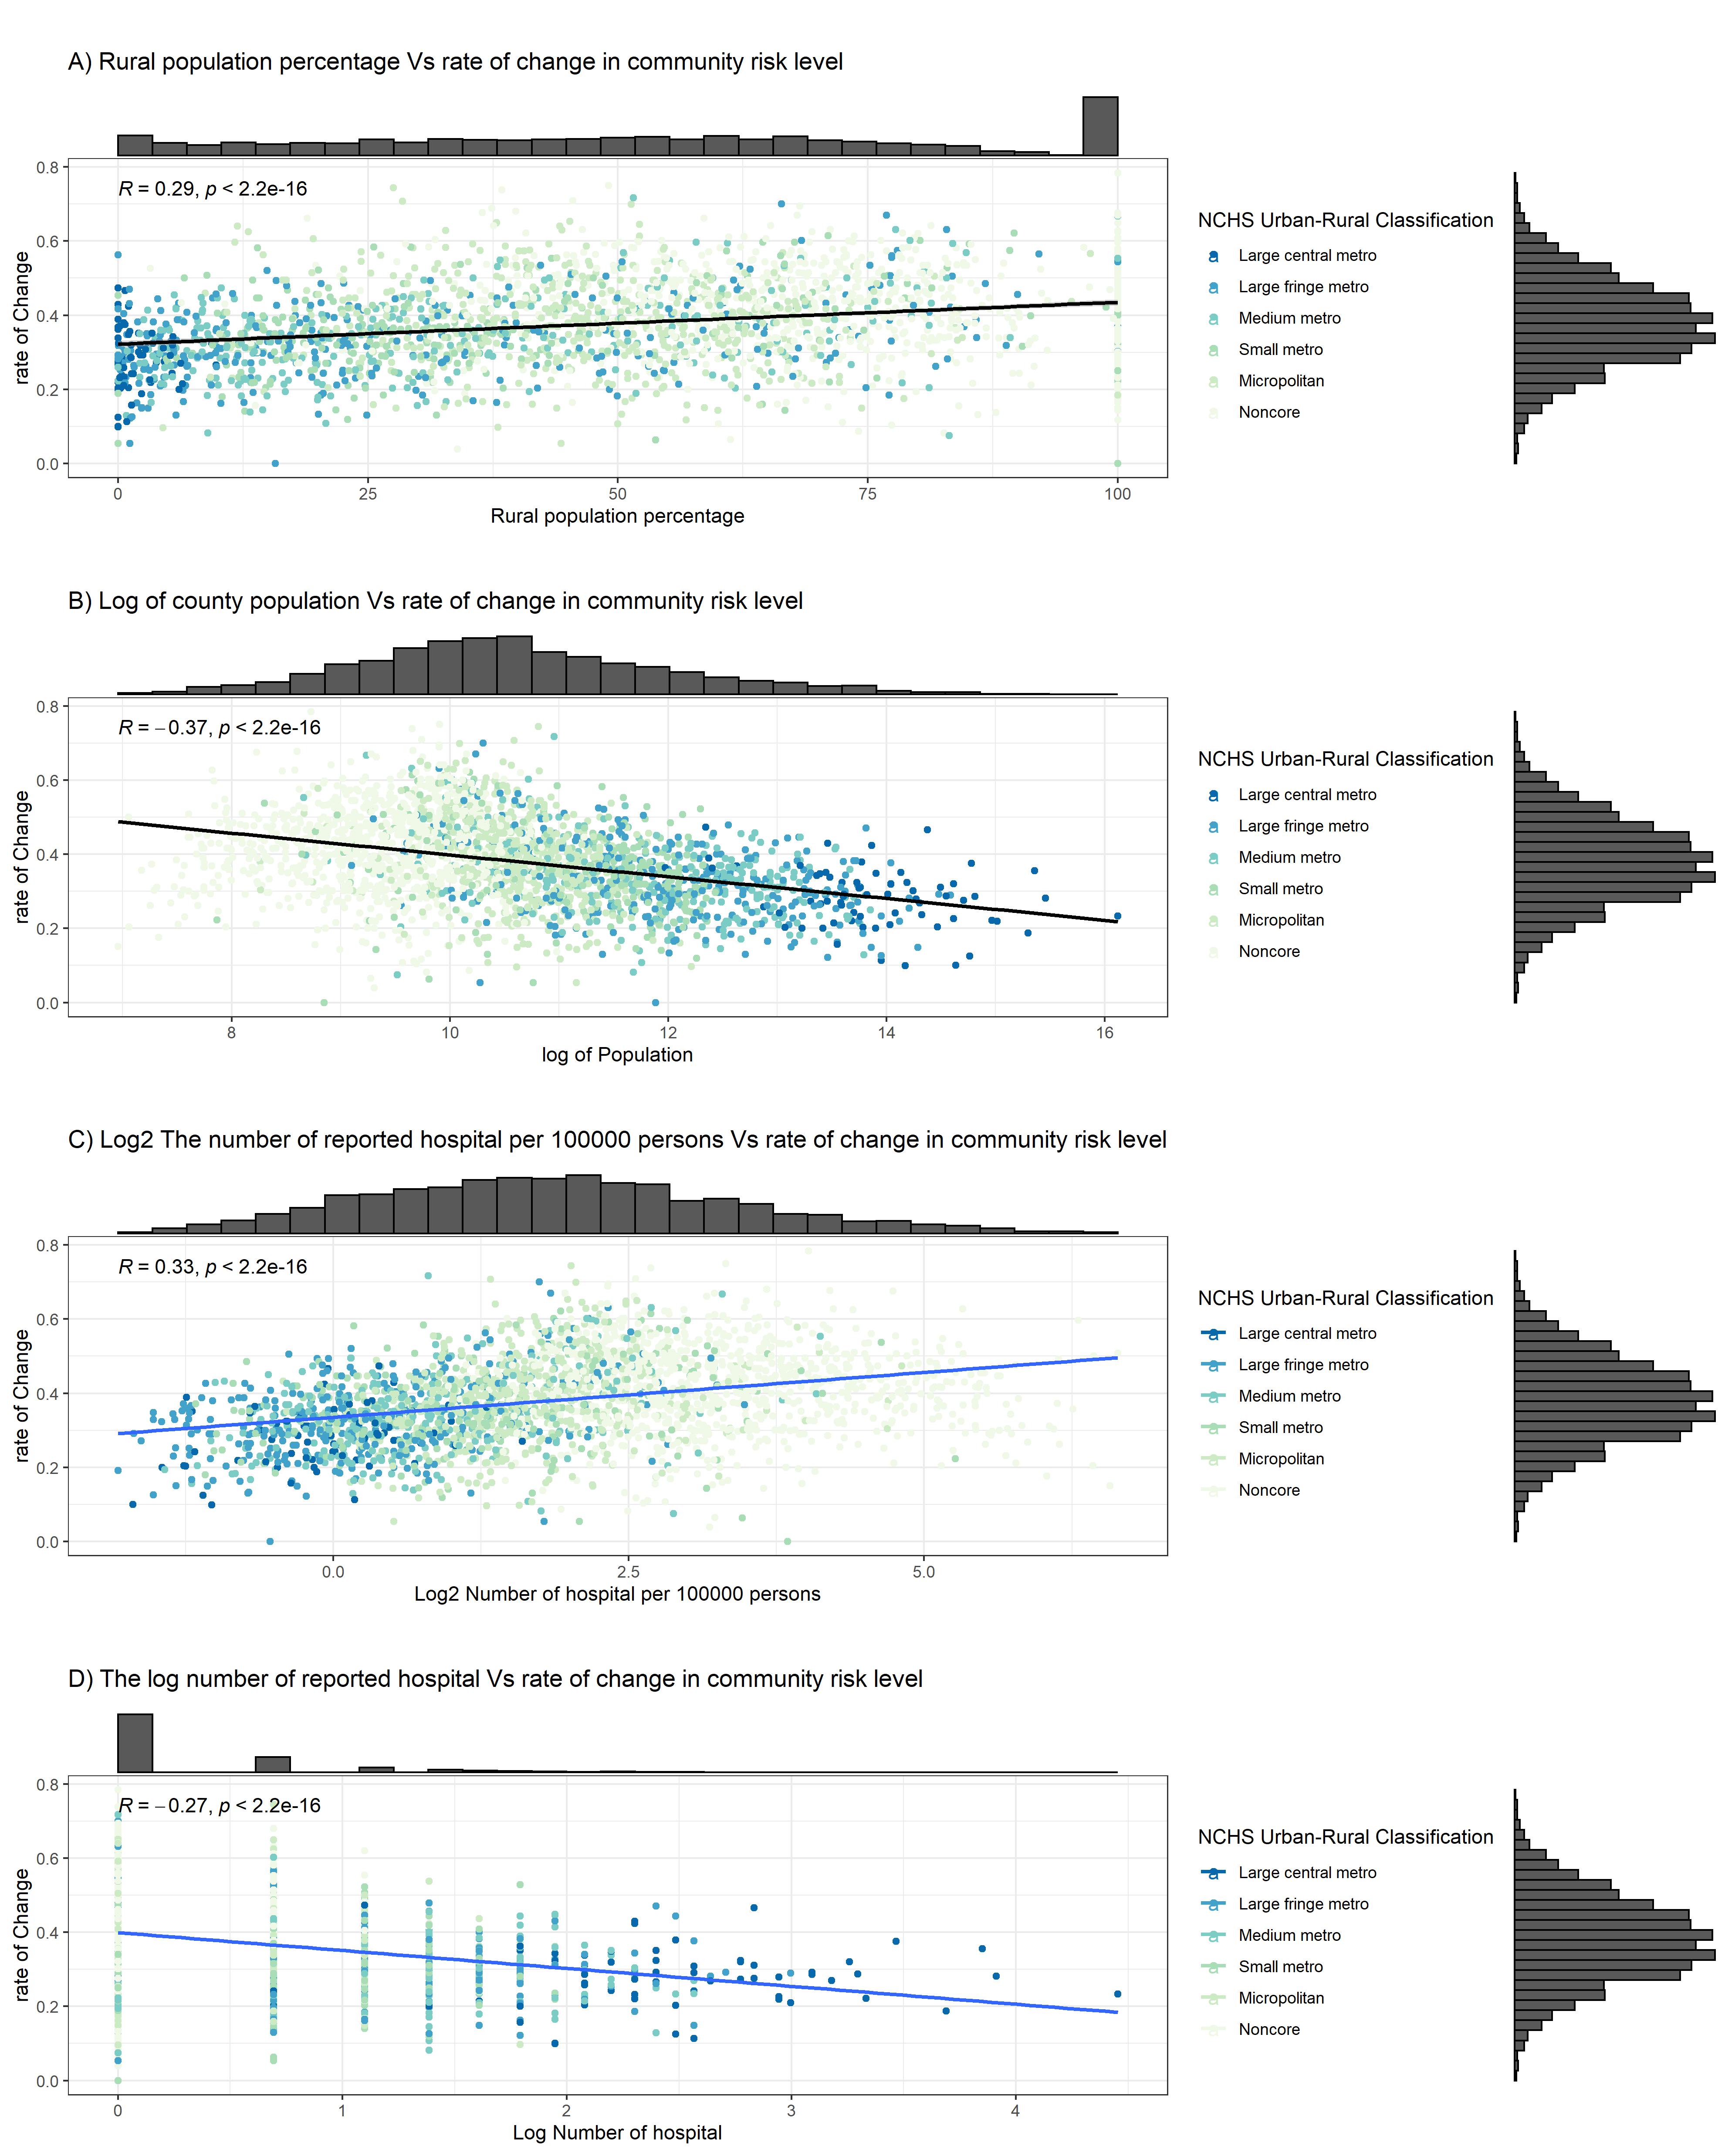 A) Rural population percentage Vs rate of change in community risk level
R = 0.29, p < 2.2e-16
0.8
0.6
0.4
0.2
0.0
rate of Change
0 25 50 75 100
Rural population percentage
NCHS Urban-Rural Classification
a Large central metro
a Large fringe metro
a Medium metro
a Small metro
a Micropolitan
a Noncore
B) Log of county population Vs rate of change in community risk level
R = −0.37, p < 2.2e-16
0.8
0.6
0.4
0.2
0.0
rate of Change
8 10 12 14 16
log of Population
NCHS Urban-Rural Classification
a Large central metro
a Large fringe metro
a Medium metro
a Small metro
a Micropolitan
a Noncore
C) Log2 The number of reported hospital per 100000 persons Vs rate of change in community risk level
R = 0.33, p < 2.2e-16
0.8
0.6
0.4
0.2
0.0
rate of Change
0.0 2.5 5.0
Log2 Number of hospital per 100000 persons
NCHS Urban-Rural Classification
a Large central metro
a Large fringe metro
a Medium metro
a Small metro
a Micropolitan
a Noncore
D) The log number of reported hospital Vs rate of change in community risk level
R = −0.27, p < 2.2e-16
0.8
0.6
0.4
0.2
0.0
rate of Change
0 1 2 3 4
Log Number of hospital
NCHS Urban-Rural Classification
a Large central metro
a Large fringe metro
a Medium metro
a Small metro
a Micropolitan
a Noncore